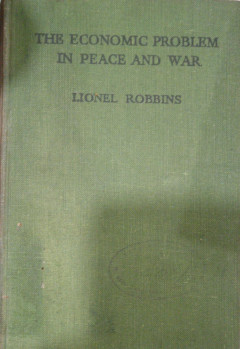 THE ECONOMIC PROBLEM
IN PEACE AND WAR
LIONEL ROBBINS